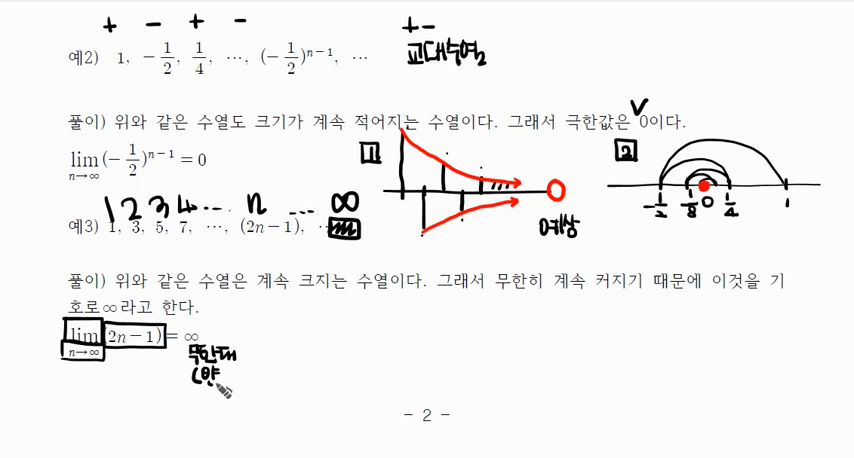 + - + -
+-
예2) 1, -1/2, 1/4, ⋯, (-1/2)^{n-1}, ⋯
교대수열
풀이) 위와 같은 수열도 크기가 계속 적어지는 수열이다. 그래서 극한값은 0이다.
lim_{n→∞} (-1/2)^{n-1} = 0
1
0예상
2
-1/2 -1/8 0 1/4 1
1 2 3 4 ⋯ n ⋯ ∞
예3) 1, 3, 5, 7, ⋯, (2n-1),
풀이) 위와 같은 수열은 계속 크지는 수열이다. 그래서 무한히 계속 커지기 때문에 이것을 기
호로 ∞라고 한다.
lim_{n→∞} (2n-1) = ∞
무한대
(양
- 2 -